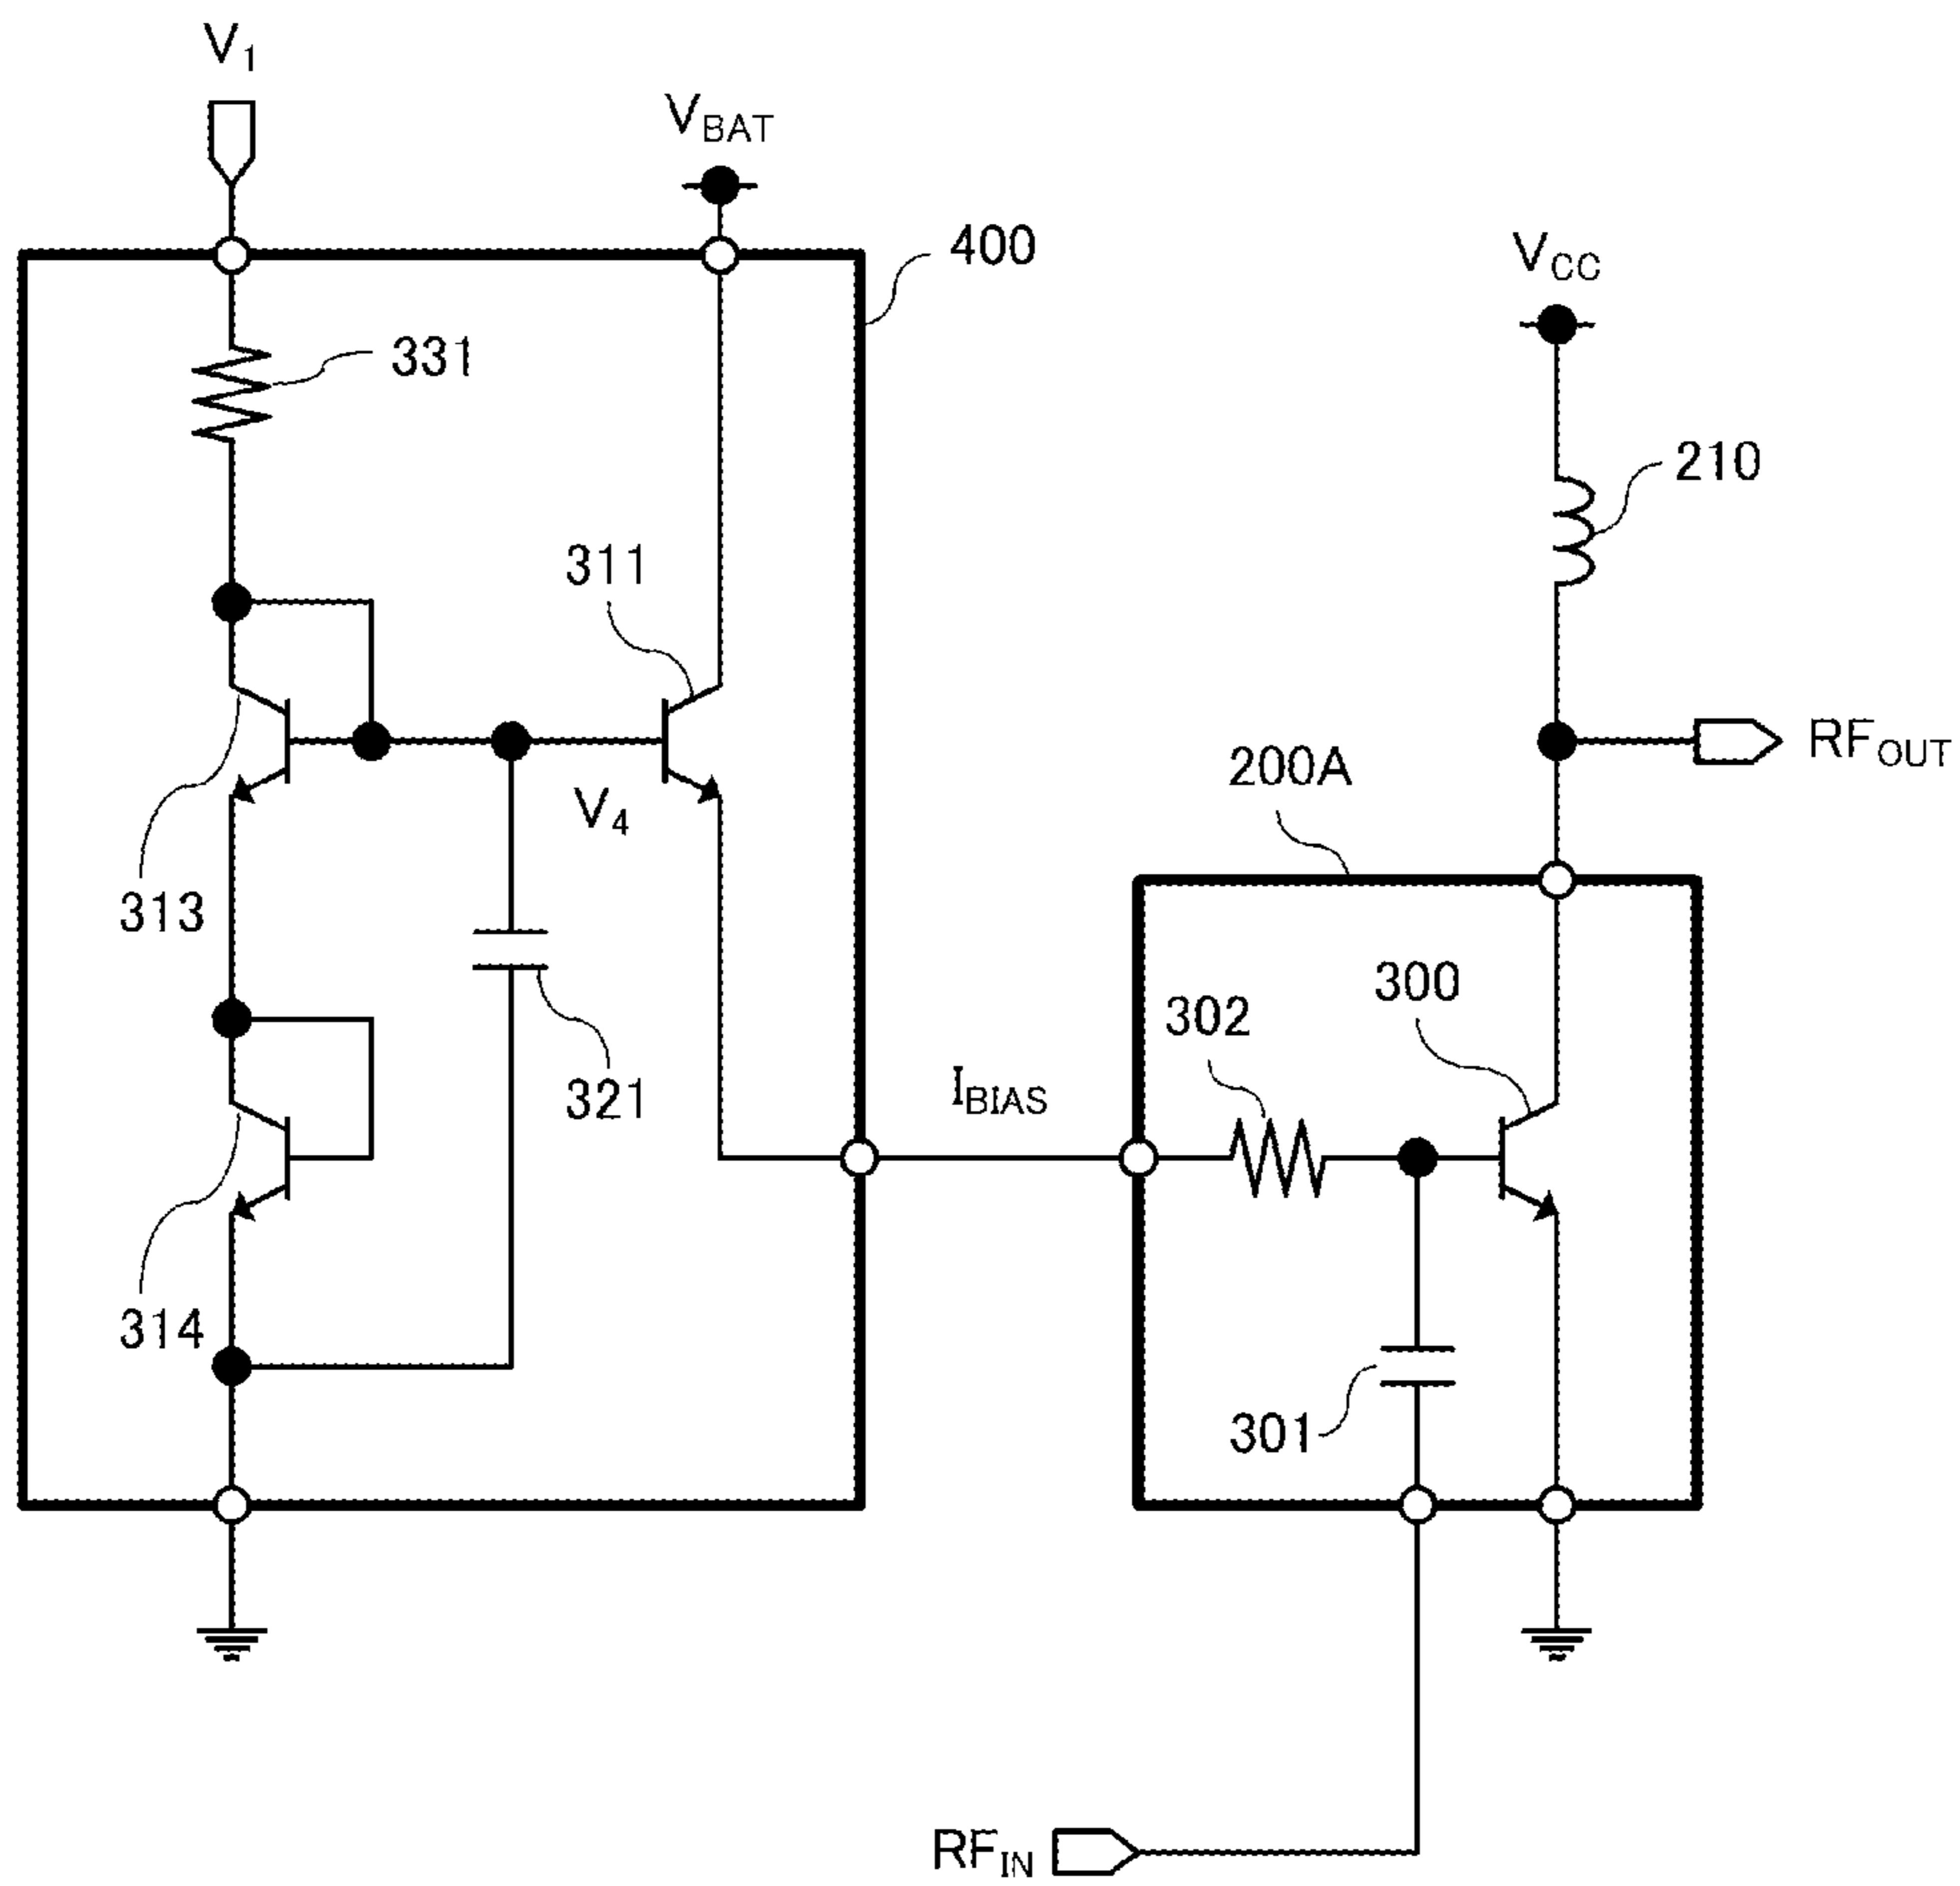 V1
VBAT
400
VCC
331
210
311
RFOUT
200A
V4
313
300
302
IBIAS
321
314
301
RFIN